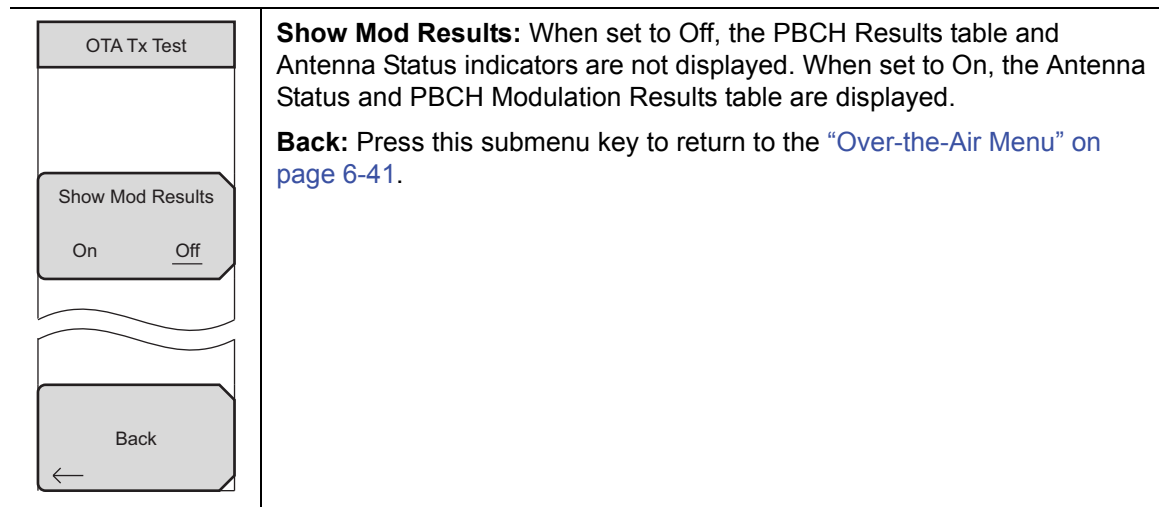 OTA Tx Test
Show Mod Results
On Off
Back
Show Mod Results: When set to Off, the PBCH Results table and
Antenna Status indicators are not displayed. When set to On, the Antenna
Status and PBCH Modulation Results table are displayed.
Back: Press this submenu key to return to the “Over-the-Air Menu” on
page 6-41.